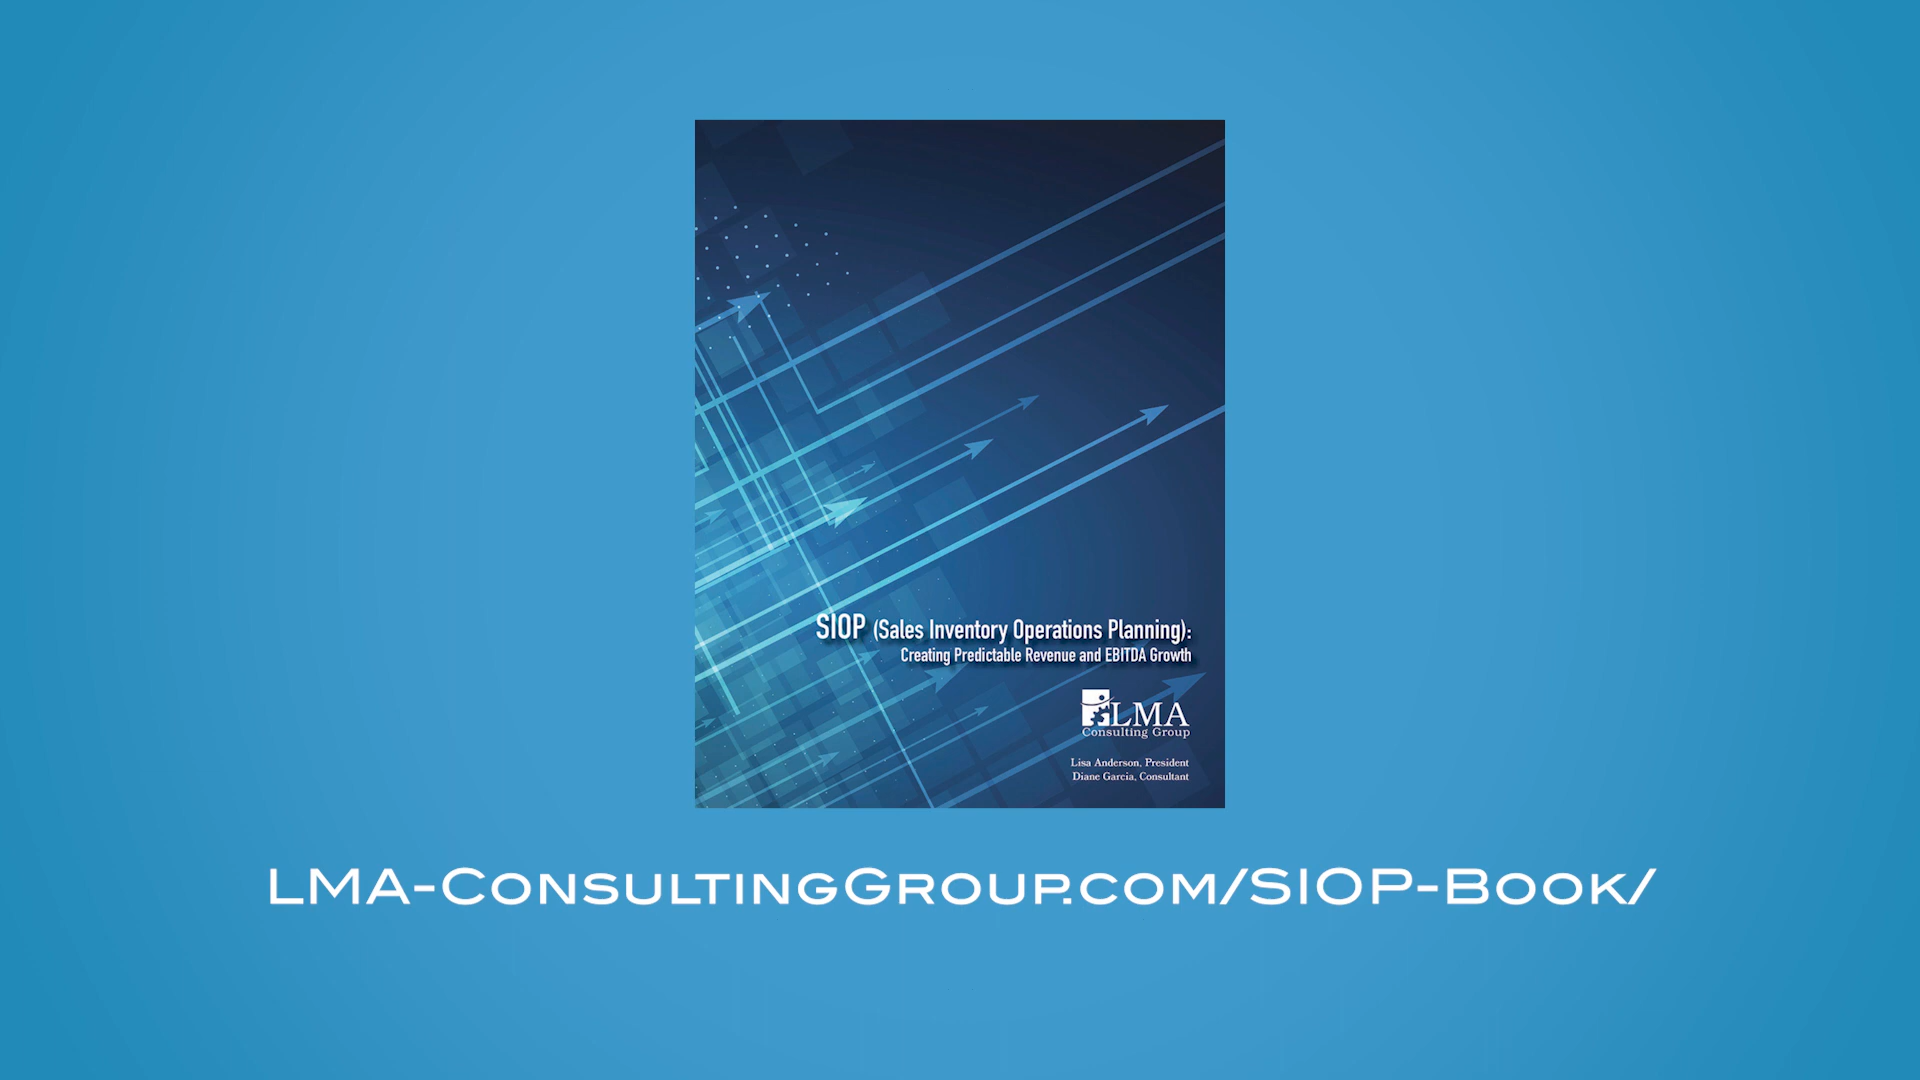 SIOP (Sales Inventory Operations Planning):
Creating Predictable Revenue and EBITDA Growth
LMA
Consulting Group
Lisa Anderson, President
Diane Garcia, Consultant
LMA-ConsultingGroup.com/SIOP-Book/